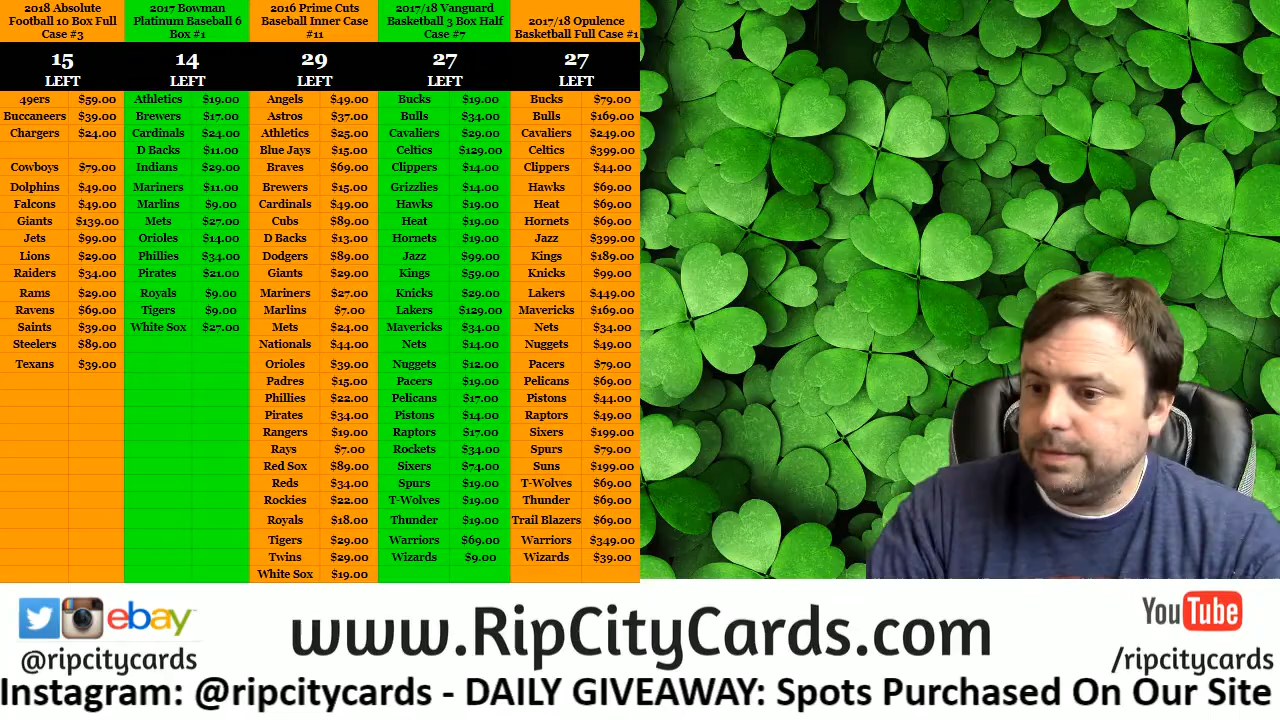 2018 Absolute
Football 10 Box Full
Case #3
15
LEFT
49ers $59.00
Buccaneers $39.00
Chargers $24.00
Cowboys $79.00
Dolphins $49.00
Falcons $49.00
Giants $139.00
Jets $99.00
Lions $29.00
Raiders $34.00
Rams $29.00
Ravens $69.00
Saints $39.00
Steelers $89.00
Texans $39.00
2017 Bowman
Platinum Baseball 6
Box #1
14
LEFT
Athletics $19.00
Brewers $17.00
Cardinals $24.00
D Backs $11.00
Indians $29.00
Mariners $11.00
Marlins $9.00
Mets $27.00
Orioles $14.00
Phillies $34.00
Pirates $21.00
Royals $9.00
Tigers $9.00
White Sox $27.00
2016 Prime Cuts
Baseball Inner Case
#11
29
LEFT
Angels $49.00
Astros $37.00
Athletics $25.00
Blue Jays $15.00
Braves $69.00
Brewers $15.00
Cardinals $49.00
Cubs $89.00
D Backs $13.00
Dodgers $89.00
Giants $29.00
Mariners $27.00
Marlins $7.00
Mets $24.00
Nationals $44.00
Orioles $39.00
Padres $15.00
Phillies $22.00
Pirates $34.00
Rangers $19.00
Rays $7.00
Red Sox $89.00
Reds $34.00
Rockies $22.00
Royals $18.00
Tigers $29.00
Twins $29.00
White Sox $19.00
2017/18 Vanguard
Basketball 3 Box Half
Case #7
27
LEFT
Bucks $19.00
Bulls $34.00
Cavaliers $29.00
Celtics $129.00
Clippers $14.00
Grizzlies $14.00
Hawks $19.00
Heat $19.00
Hornets $19.00
Jazz $99.00
Kings $59.00
Knicks $29.00
Lakers $129.00
Mavericks $34.00
Nets $14.00
Nuggets $12.00
Pacers $19.00
Pelicans $17.00
Pistons $14.00
Raptors $17.00
Rockets $34.00
Sixers $74.00
Spurs $19.00
T-Wolves $19.00
Thunder $19.00
Warriors $69.00
Wizards $9.00
2017/18 Opulence
Basketball Full Case #1
27
LEFT
Bucks $79.00
Bulls $169.00
Cavaliers $249.00
Celtics $399.00
Clippers $44.00
Hawks $69.00
Heat $69.00
Hornets $69.00
Jazz $399.00
Kings $189.00
Knicks $99.00
Lakers $449.00
Mavericks $169.00
Nets $34.00
Nuggets $49.00
Pacers $79.00
Pelicans $69.00
Pistons $44.00
Raptors $49.00
Sixers $199.00
Spurs $79.00
Suns $199.00
T-Wolves $69.00
Thunder $69.00
Trail Blazers $69.00
Warriors $349.00
Wizards $39.00
ebay
@ripcitycards
www.RipCityCards.com
YouTube
/ripcitycards
Instagram: @ripcitycards - DAILY GIVEAWAY: Spots Purchased On Our Site